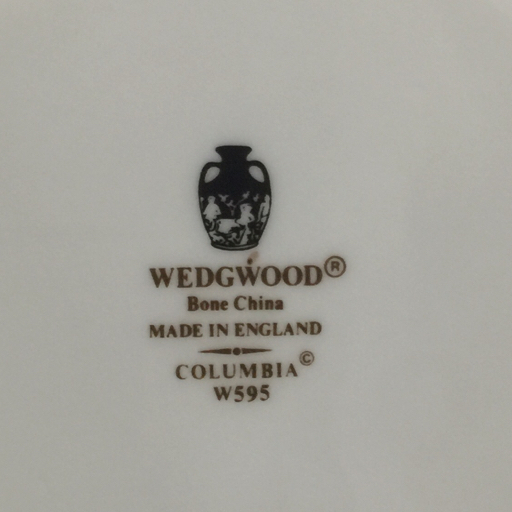 WEDGWOOD®
Bone China
MADE IN ENGLAND
COLUMBIA©
W595